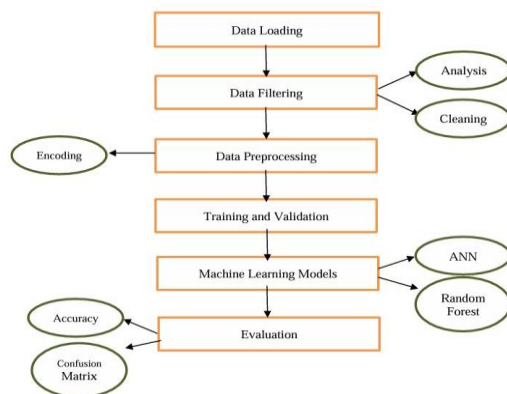 Data Loading
Data Filtering
Analysis
Cleaning
Encoding
Data Preprocessing
Training and Validation
Machine Learning Models
ANN
Random
Forest
Accuracy
Evaluation
Confusion
Matrix